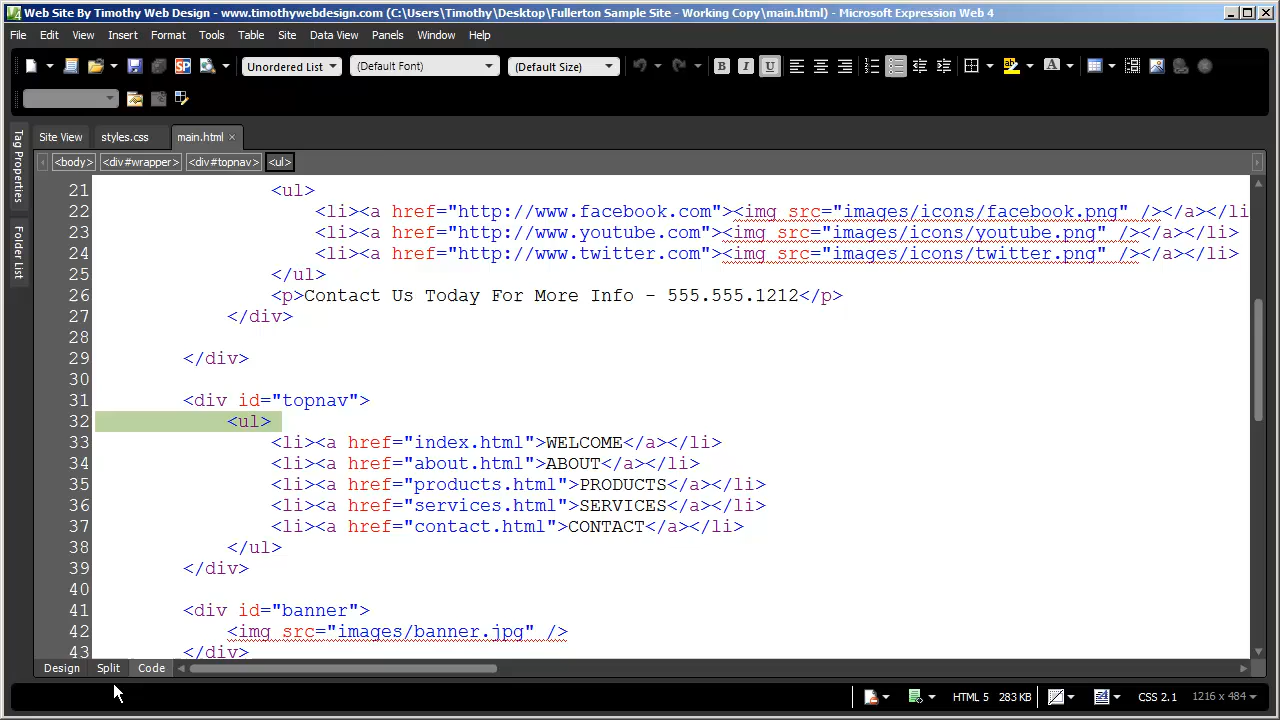 Web Site By Timothy Web Design - www.timothywebdesign.com (C:\Users\Timothy\Desktop\Fullerton Sample Site - Working Copy\main.html) - Microsoft Expression Web 4
File Edit View Insert Format Tools Table Site Data View Panels Window Help
Unordered List (Default Font) (Default Size) B I U
Site View styles.css main.html
<body> <div#wrapper> <div#topnav> <ul>
Tag Properties
Folder List
21 <ul>
22 <li><a href="http://www.facebook.com"><img src="images/icons/facebook.png" /></a></li
23 <li><a href="http://www.youtube.com"><img src="images/icons/youtube.png" /></a></li>
24 <li><a href="http://www.twitter.com"><img src="images/icons/twitter.png" /></a></li>
25 </ul>
26 <p>Contact Us Today For More Info - 555.555.1212</p>
27 </div>
28
29 </div>
30
31 <div id="topnav">
32 <ul>
33 <li><a href="index.html">WELCOME</a></li>
34 <li><a href="about.html">ABOUT</a></li>
35 <li><a href="products.html">PRODUCTS</a></li>
36 <li><a href="services.html">SERVICES</a></li>
37 <li><a href="contact.html">CONTACT</a></li>
38 </ul>
39 </div>
40
41 <div id="banner">
42 <img src="images/banner.jpg" />
43 </div>
Design Split Code
HTML 5 283 KB CSS 2.1 1216 x 484